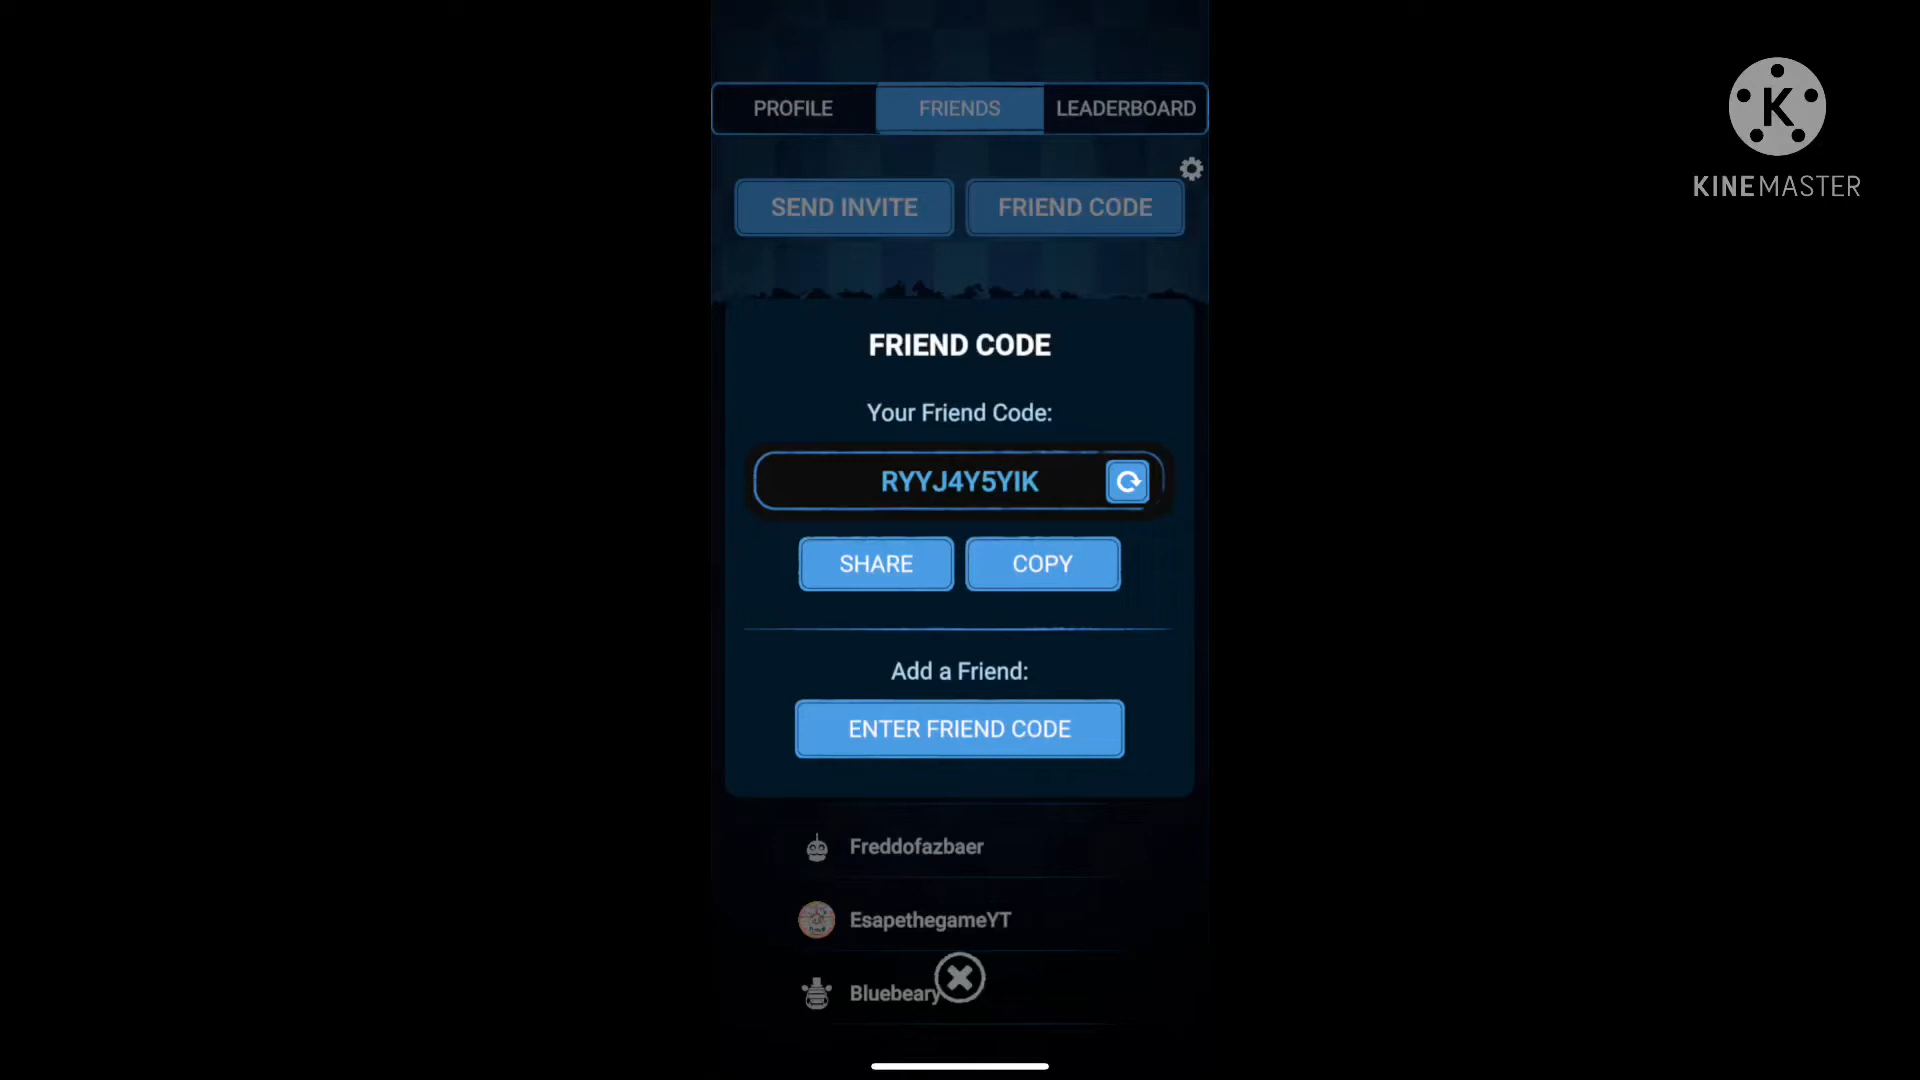 PROFILE FRIENDS LEADERBOARD
K
KINEMASTER
SEND INVITE FRIEND CODE
FRIEND CODE
Your Friend Code:
RYYJ4Y5YIK
SHARE COPY
Add a Friend:
ENTER FRIEND CODE
Freddofazbaer
EsapethegameYT
Bluebeary